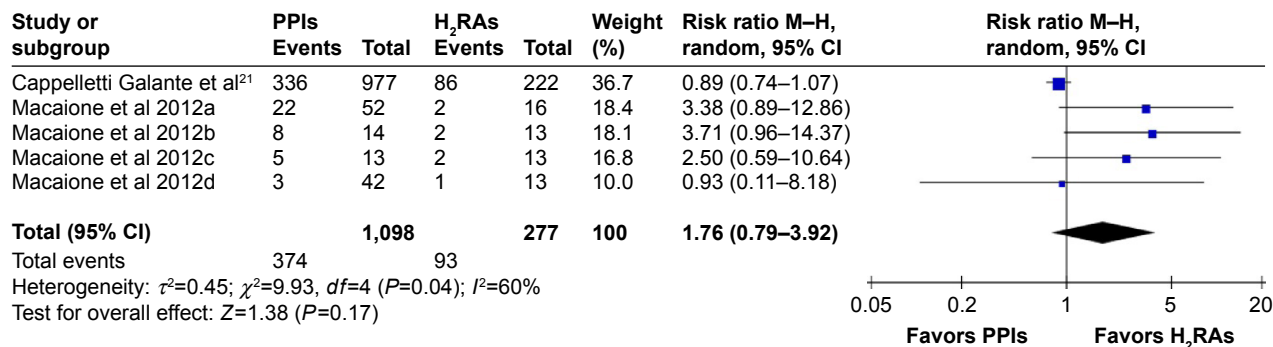 Study or subgroup PPIs Events Total H₂RAs Events Total Weight (%) Risk ratio M–H, random, 95% CI Risk ratio M–H, random, 95% CI
Cappelletti Galante et al²¹ 336 977 86 222 36.7 0.89 (0.74–1.07)
Macaione et al 2012a 22 52 2 16 18.4 3.38 (0.89–12.86)
Macaione et al 2012b 8 14 2 13 18.1 3.71 (0.96–14.37)
Macaione et al 2012c 5 13 2 13 16.8 2.50 (0.59–10.64)
Macaione et al 2012d 3 42 1 13 10.0 0.93 (0.11–8.18)
Total (95% CI) 1,098 277 100 1.76 (0.79–3.92)
Total events 374 93
Heterogeneity: τ²=0.45; χ²=9.93, df=4 (P=0.04); I²=60%
Test for overall effect: Z=1.38 (P=0.17)
0.05 0.2 1 5 20
Favors PPIs Favors H₂RAs